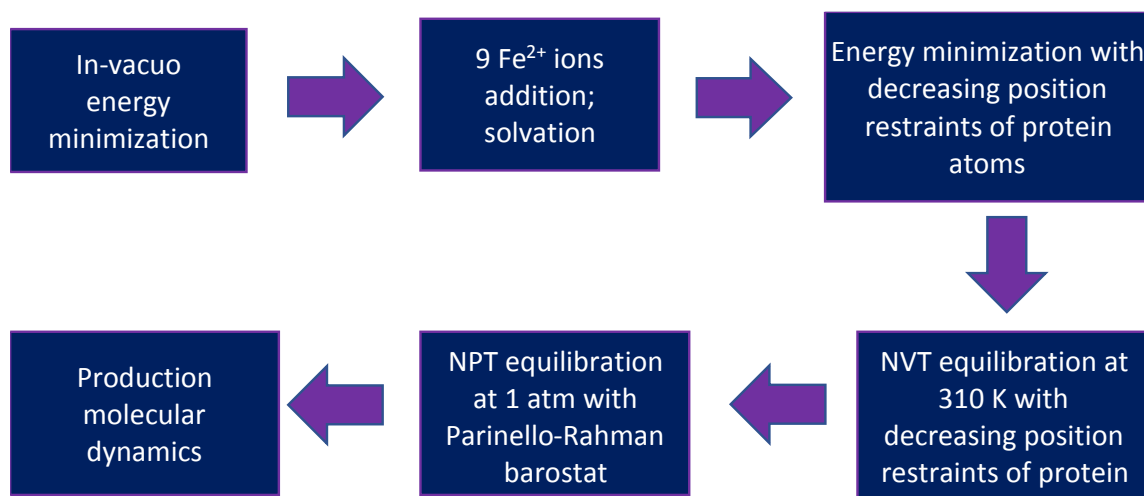 In-vacuo
energy
minimization
9 Fe²⁺ ions
addition;
solvation
Energy minimization with
decreasing position
restraints of protein
atoms
NVT equilibration at
310 K with
decreasing position
restraints of protein
NPT equilibration
at 1 atm with
Parinello-Rahman
barostat
Production
molecular
dynamics